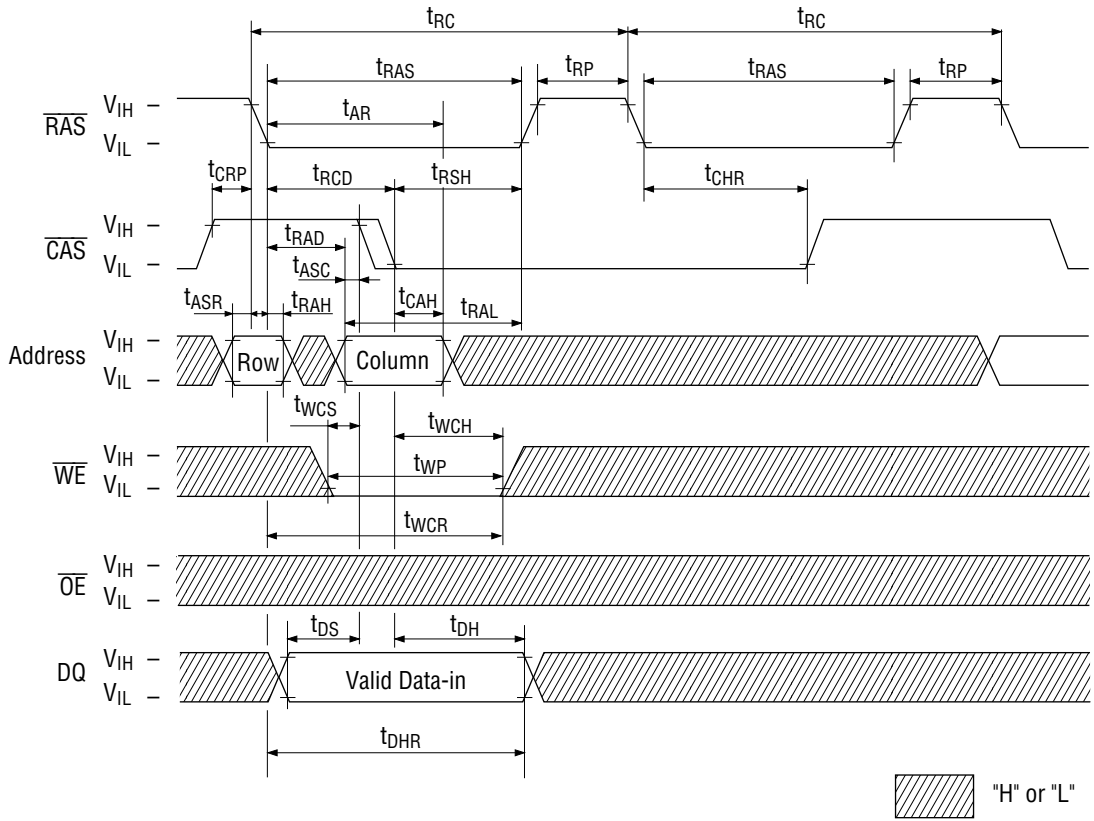 tRC tRC
tRAS tRP tRAS tRP
RAS VIH –
VIL –
tAR
tCRP tRCD tRSH tCHR
CAS VIH –
VIL –
tRAD
tASC
tASR tRAH tCAH tRAL
Address VIH –
VIL –
Row Column
tWCS tWCH
WE VIH –
VIL –
tWP
tWCR
OE VIH –
VIL –
tDS tDH
DQ VIH –
VIL –
Valid Data-in
tDHR
"H" or "L"